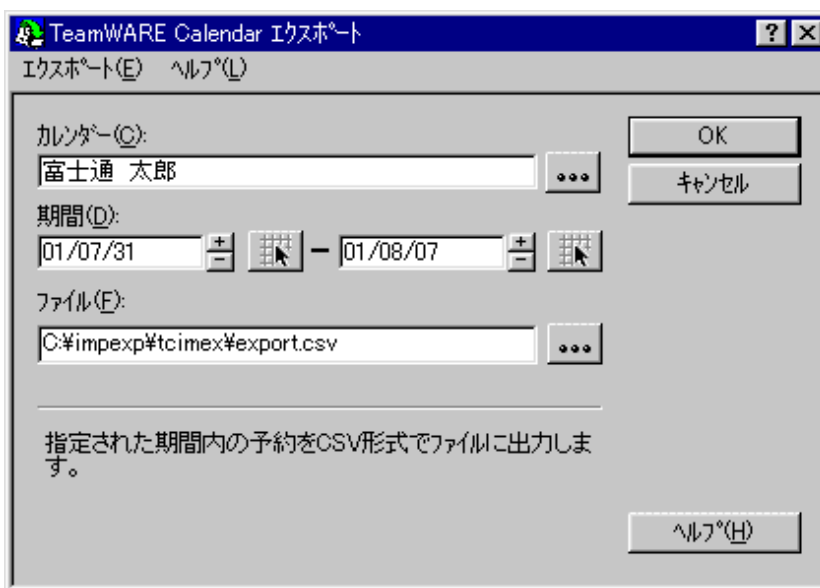 TeamWARE Calendar ｴｸｽﾎﾟｰﾄ
ｴｸｽﾎﾟｰﾄ(E) ﾍﾙﾌﾟ(L)
ｶﾚﾝﾀﾞｰ(C):
富士通 太郎
OK
ｷｬﾝｾﾙ
期間(D):
01/07/31 − 01/08/07
ﾌｧｲﾙ(F):
C:¥impexp¥tcimex¥export.csv
指定された期間内の予約をCSV形式でﾌｧｲﾙに出力しま
す。
ﾍﾙﾌﾟ(H)